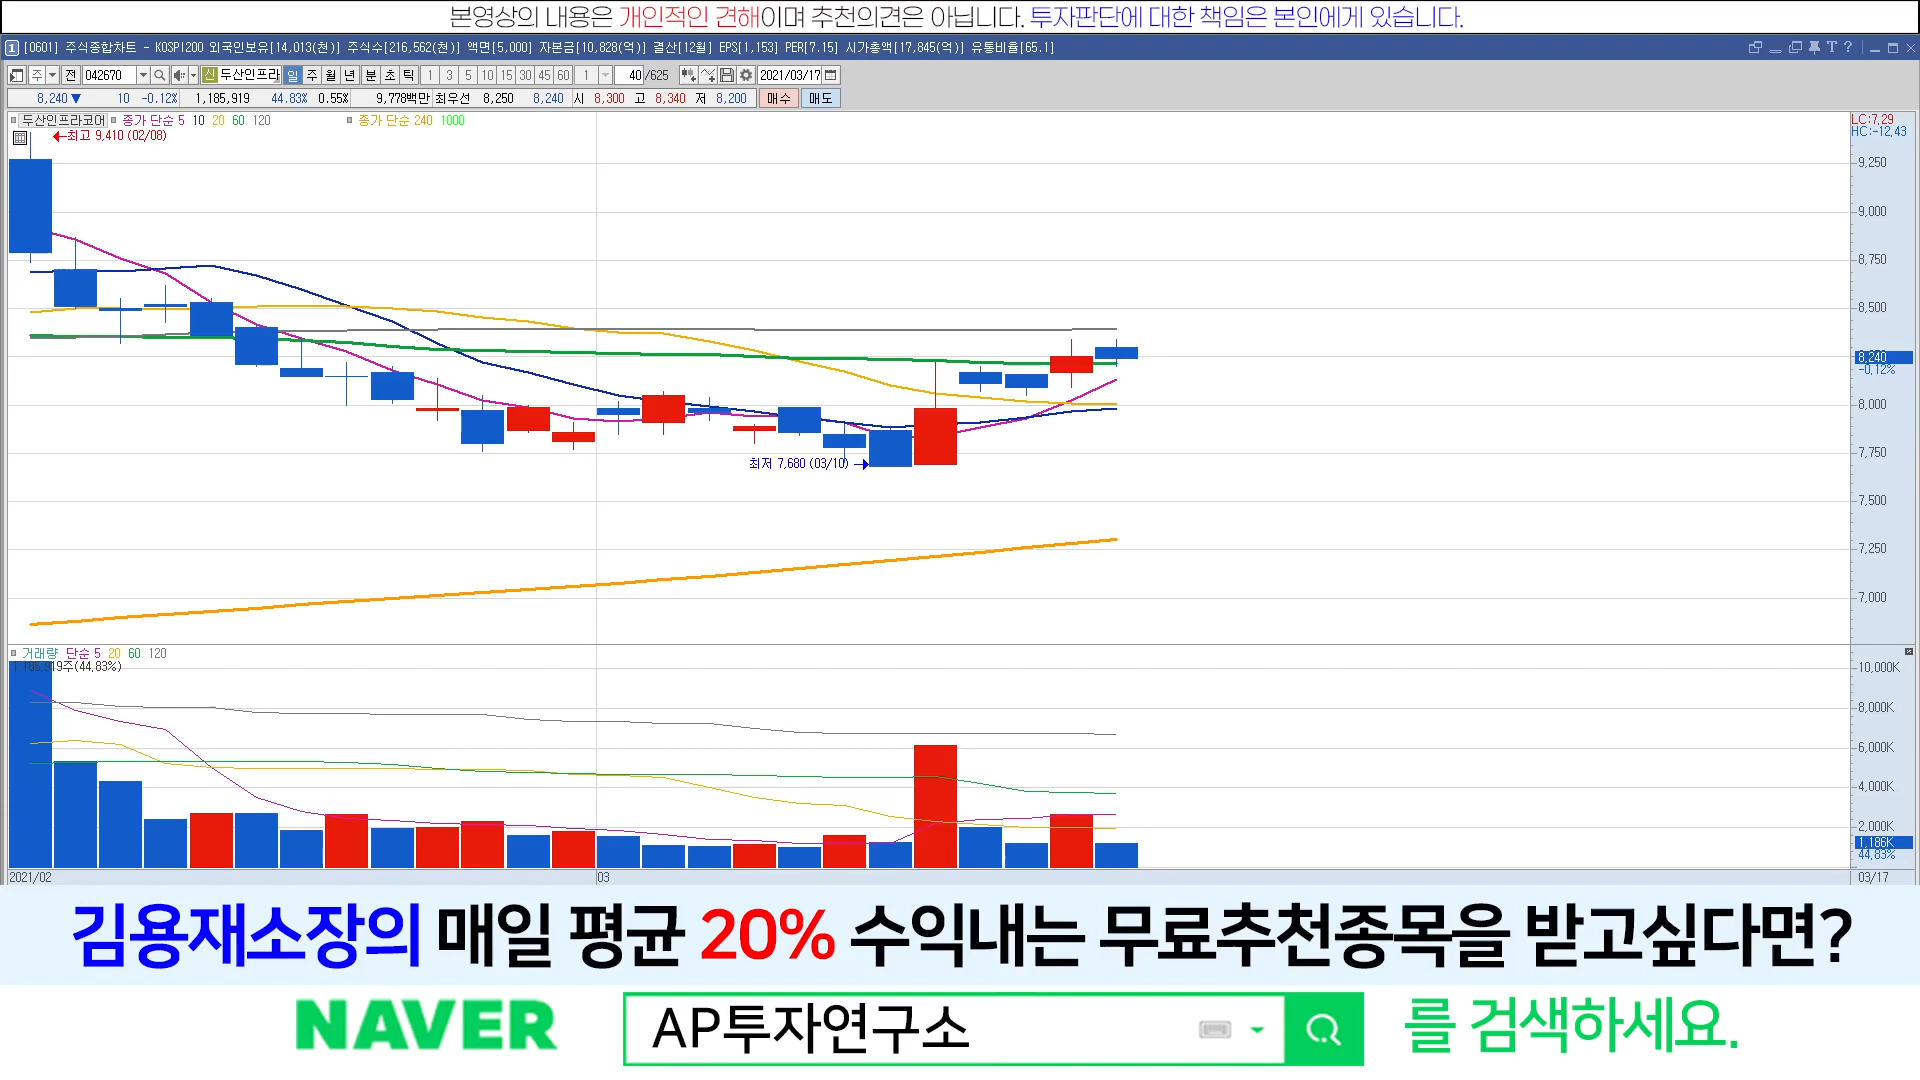 본영상의 내용은 개인적인 견해이며 추천의견은 아닙니다. 투자판단에 대한 책임은 본인에게 있습니다.
1 [0601] 주식종합차트 - KOSPI200 외국인보유[14,013(천)] 주식수[216,562(천)] 액면[5,000] 자본금[10,828(억)] 결산[12월] EPS[1,153] PER[7.15] 시가총액[17,845(억)] 유통비율[65.1] T ?
주 전 042670 신 두산인프라 일 주 월 년 분 초 틱 1 3 5 10 15 30 45 60 1 40 /625 2021/03/17
8,240 ▼ 10 -0.12% 1,185,919 44.83% 0.55% 9,778백만 최우선 8,250 8,240 시 8,300 고 8,340 저 8,200 매수 매도
두산인프라코어 종가 단순 5 10 20 60 120 종가 단순 240 1000
LC:7,29
HC:-12,43
최고 9,410 (02/08)
9,250
9,000
8,750
8,500
8,240
-0.12%
8,000
7,750
최저 7,680 (03/10)
7,500
7,250
7,000
거래량 단순 5 20 60 120
919주(44,83%)
10,000K
8,000K
6,000K
4,000K
2,000K
1,186K
44,83%
2021/02 03 03/17
김용재소장의 매일 평균 20% 수익내는 무료추천종목을 받고싶다면?
NAVER AP투자연구소 를 검색하세요.